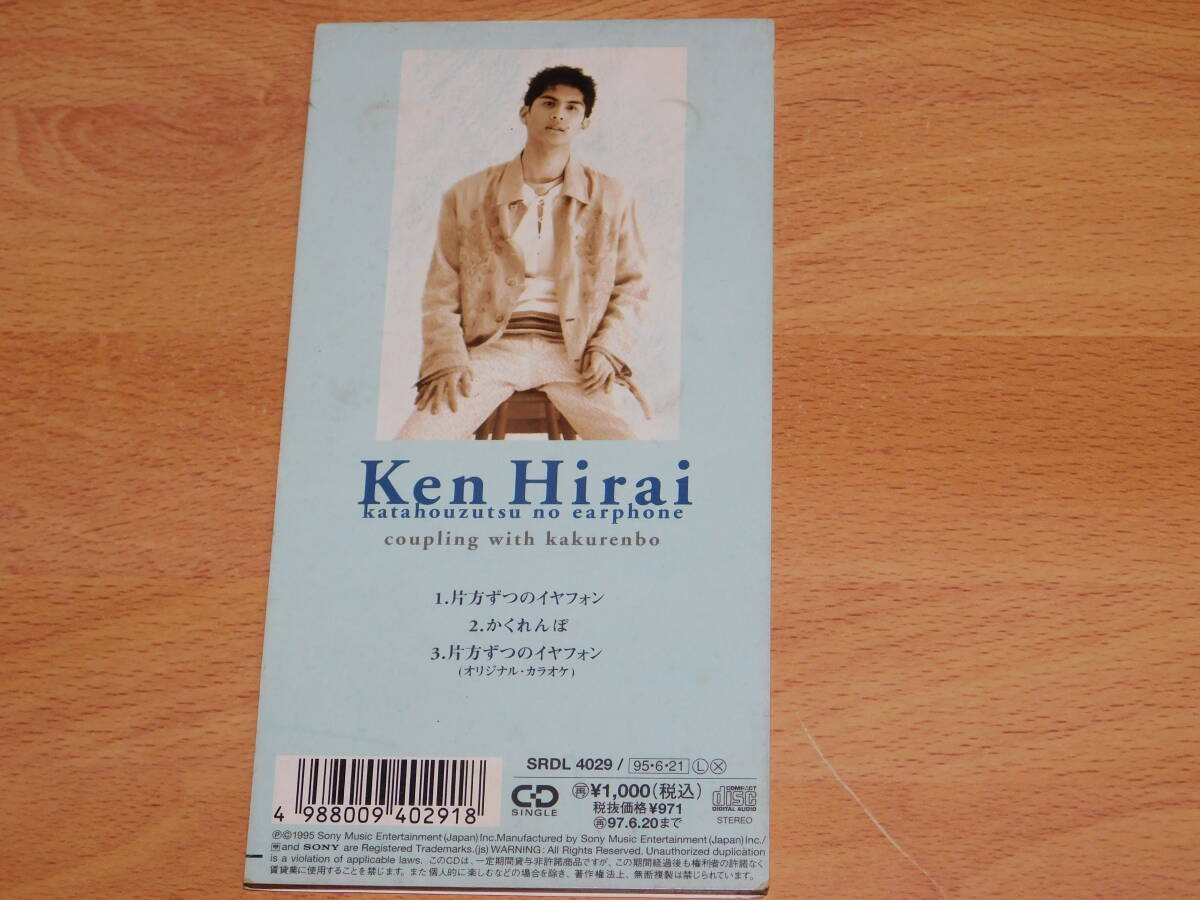 Ken Hirai
katahouzutsu no earphone
coupling with kakurenbo
1.片方ずつのイヤフォン
2.かくれんぼ
3.片方ずつのイヤフォン
(オリジナル・カラオケ)
SRDL 4029 / 95・6・21 Ⓛ Ⓧ
CD SINGLE
再¥1,000(税込)
税抜価格¥971
再97.6.20まで
COMPACT disc DIGITAL AUDIO
STEREO
4 988009 402918
ⓅⒸ1995 Sony Music Entertainment (Japan) Inc.Manufactured by Sony Music Entertainment (Japan) Inc./
and SONY are Registered Trademarks.(js) WARNING: All Rights Reserved. Unauthorized duplication
is a violation of applicable laws. このCDは、一定期間貸与非許諾商品ですが、この期間経過後も権利者の許諾なく
賃貸業に使用することを禁じます。また個人的に楽しむなどの場合を除き、著作権法上、無断複製は禁じられています。